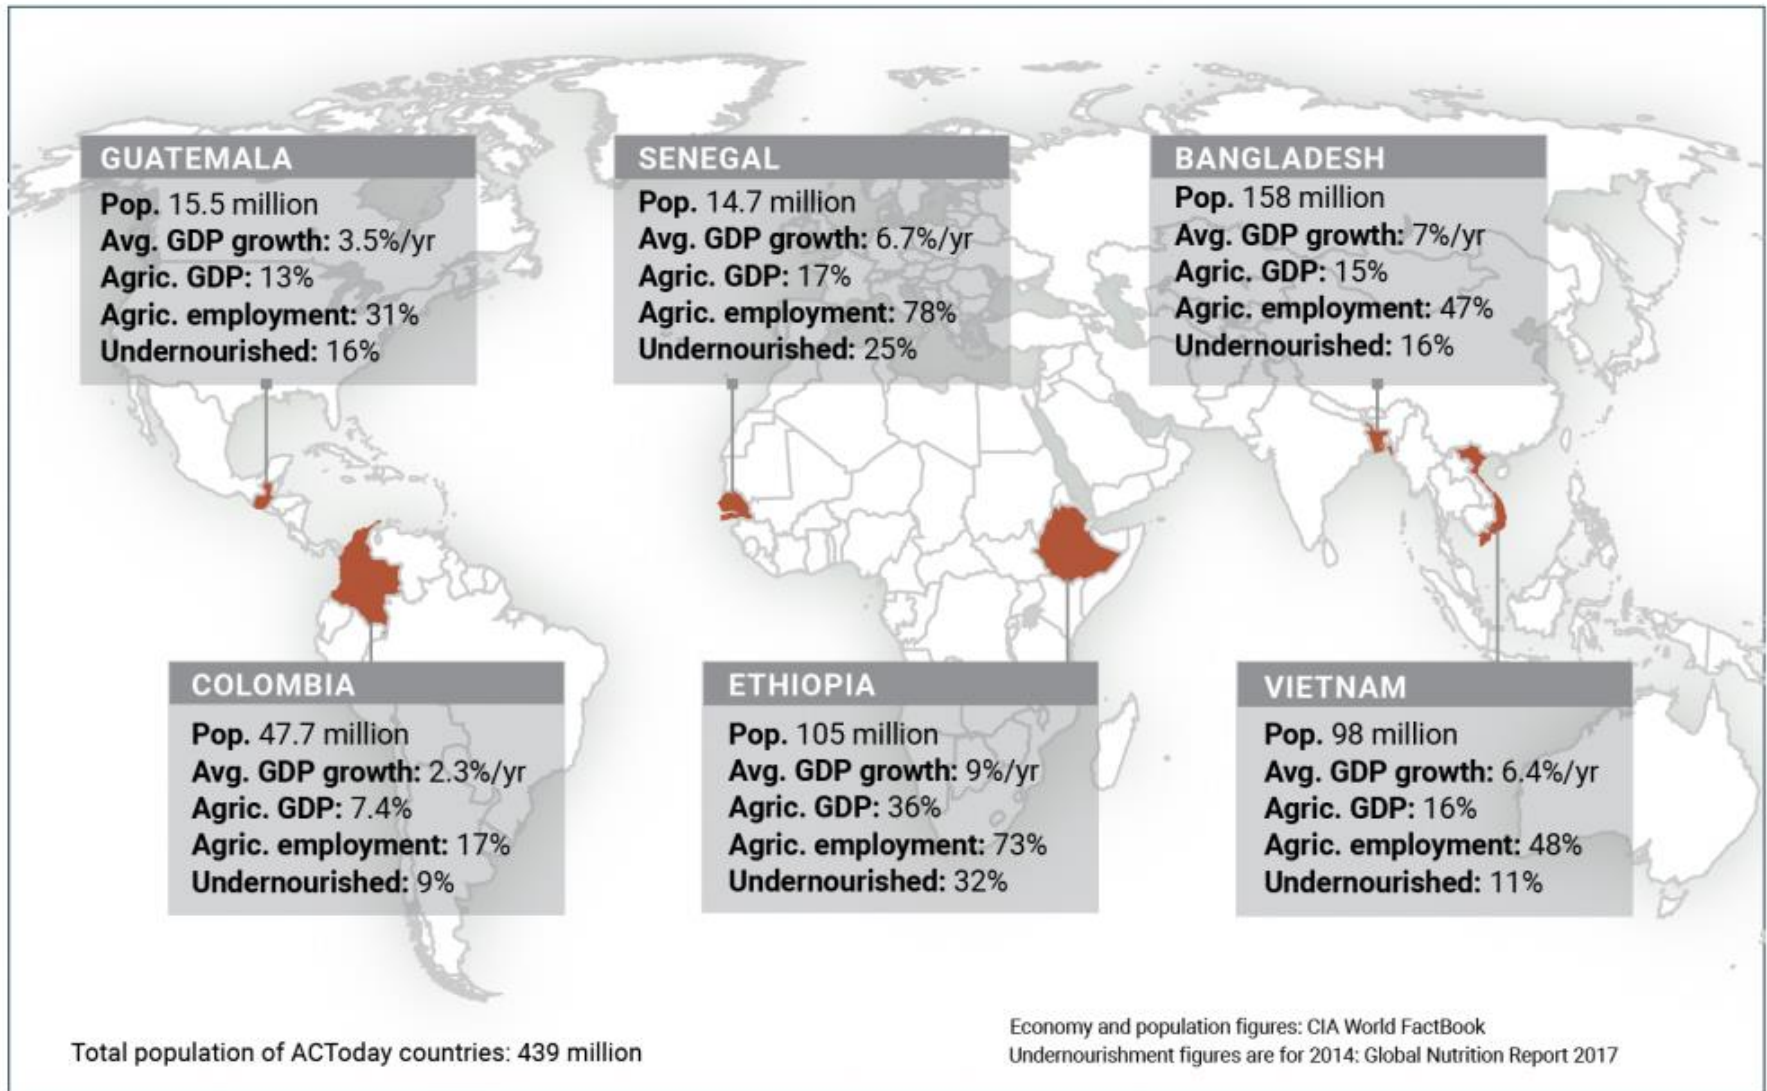 GUATEMALA
Pop. 15.5 million
Avg. GDP growth: 3.5%/yr
Agric. GDP: 13%
Agric. employment: 31%
Undernourished: 16%
SENEGAL
Pop. 14.7 million
Avg. GDP growth: 6.7%/yr
Agric. GDP: 17%
Agric. employment: 78%
Undernourished: 25%
BANGLADESH
Pop. 158 million
Avg. GDP growth: 7%/yr
Agric. GDP: 15%
Agric. employment: 47%
Undernourished: 16%
COLOMBIA
Pop. 47.7 million
Avg. GDP growth: 2.3%/yr
Agric. GDP: 7.4%
Agric. employment: 17%
Undernourished: 9%
ETHIOPIA
Pop. 105 million
Avg. GDP growth: 9%/yr
Agric. GDP: 36%
Agric. employment: 73%
Undernourished: 32%
VIETNAM
Pop. 98 million
Avg. GDP growth: 6.4%/yr
Agric. GDP: 16%
Agric. employment: 48%
Undernourished: 11%
Total population of ACToday countries: 439 million
Economy and population figures: CIA World FactBook
Undernourishment figures are for 2014: Global Nutrition Report 2017